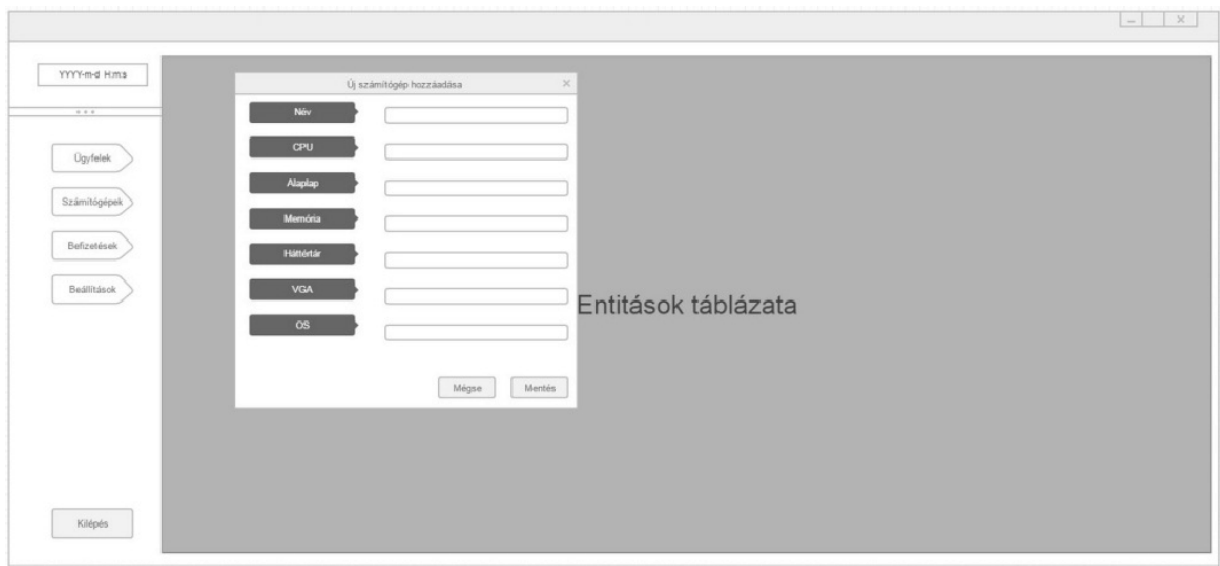 YYYY-m-d H:m:s
Új számítógép hozzáadása
Név
CPU
Alaplap
Memória
Háttértár
VGA
OS
Mégse
Mentés
Ügyfelek
Számítógépek
Befizetések
Beállítások
Kilépés
Entitások táblázata